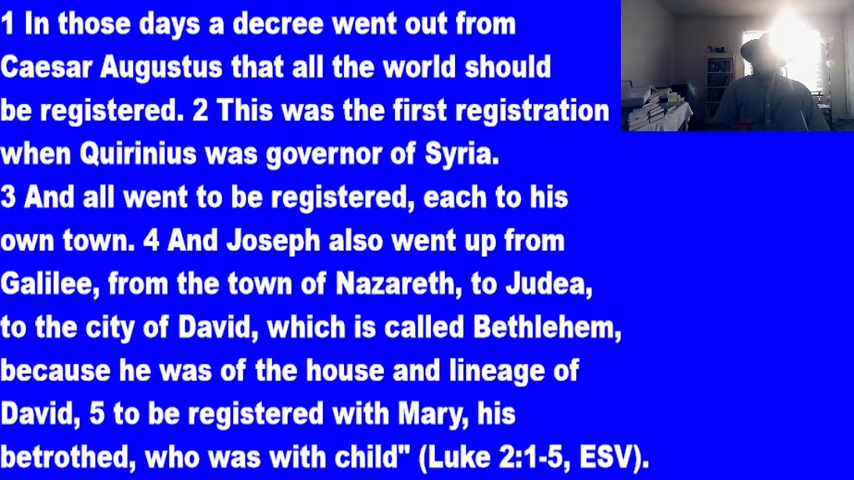 1 In those days a decree went out from
Caesar Augustus that all the world should
be registered. 2 This was the first registration
when Quirinius was governor of Syria.
3 And all went to be registered, each to his
own town. 4 And Joseph also went up from
Galilee, from the town of Nazareth, to Judea,
to the city of David, which is called Bethlehem,
because he was of the house and lineage of
David, 5 to be registered with Mary, his
betrothed, who was with child" (Luke 2:1-5, ESV).